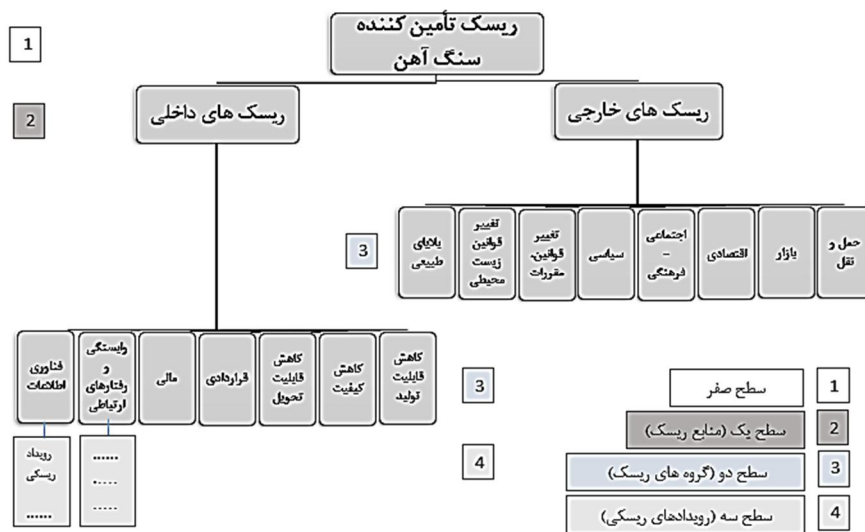 ریسک تأمین کننده
سنگ آهن
1
ریسک های خارجی
ریسک های داخلی
2
حمل و
نقل
بازار
اقتصادی
اجتماعی
–
فرهنگی
سیاسی
تغییر
قوانین،
مقررات
تغییر
قوانین
زیست
محیطی
بلایای
طبیعی
3
کاهش
قابلیت
تولید
کاهش
کیفیت
کاهش
قابلیت
تحویل
قراردادی
مالی
وابستگی
و
رفتارهای
ارتباطی
فناوری
اطلاعات
3
......
.....
.....
رویداد
ریسکی
......
4
سطح صفر
1
سطح یک (منابع ریسک)
2
سطح دو (گروه های ریسک)
3
سطح سه (رویدادهای ریسکی)
4